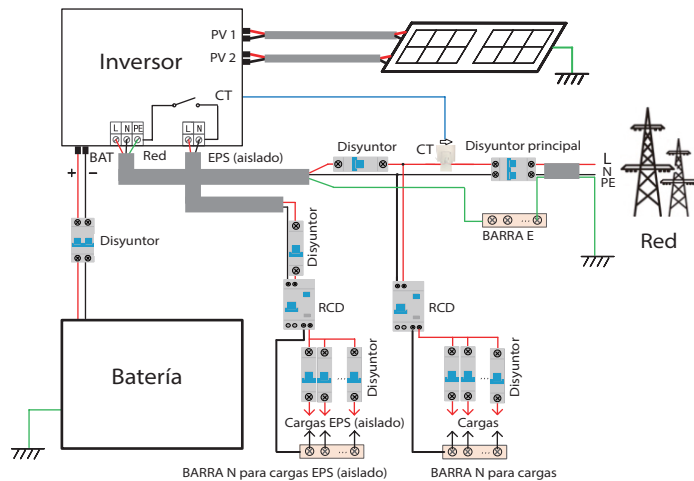 PV 1
PV 2
Inversor
CT
L N PE
L N
BAT
Red
EPS (aislado)
+
−
Disyuntor
CT
Disyuntor principal
L
N
PE
Red
BARRA E
Disyuntor
Disyuntor
RCD
RCD
Batería
Disyuntor
Disyuntor
...
...
Cargas EPS (aislado)
Cargas
...
...
...
BARRA N para cargas EPS (aislado)
BARRA N para cargas